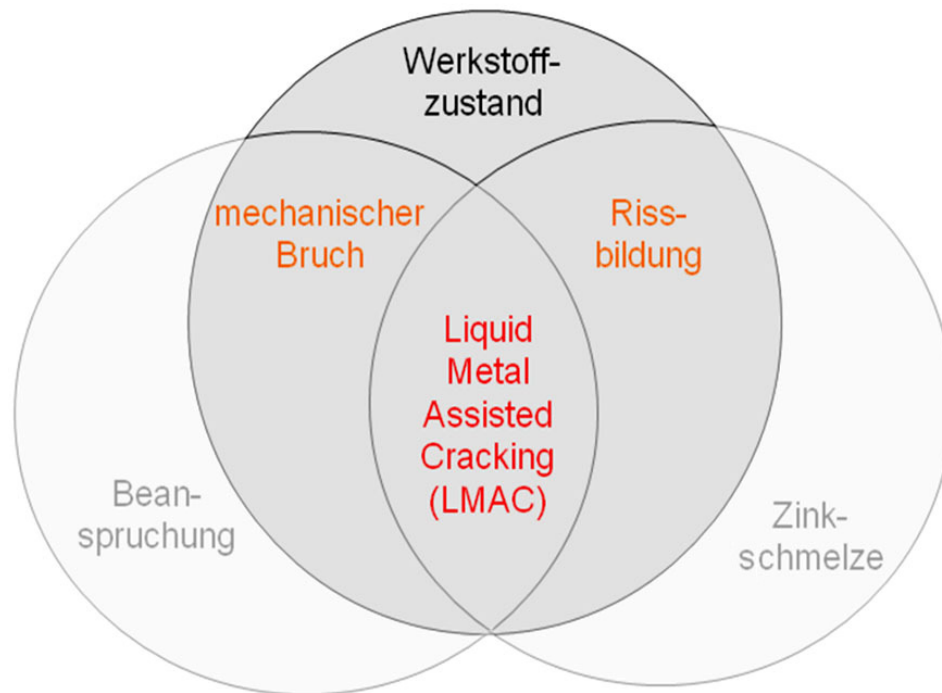 Werkstoff-
zustand
mechanischer
Bruch
Riss-
bildung
Liquid
Metal
Assisted
Cracking
(LMAC)
Bean-
spruchung
Zink-
schmelze